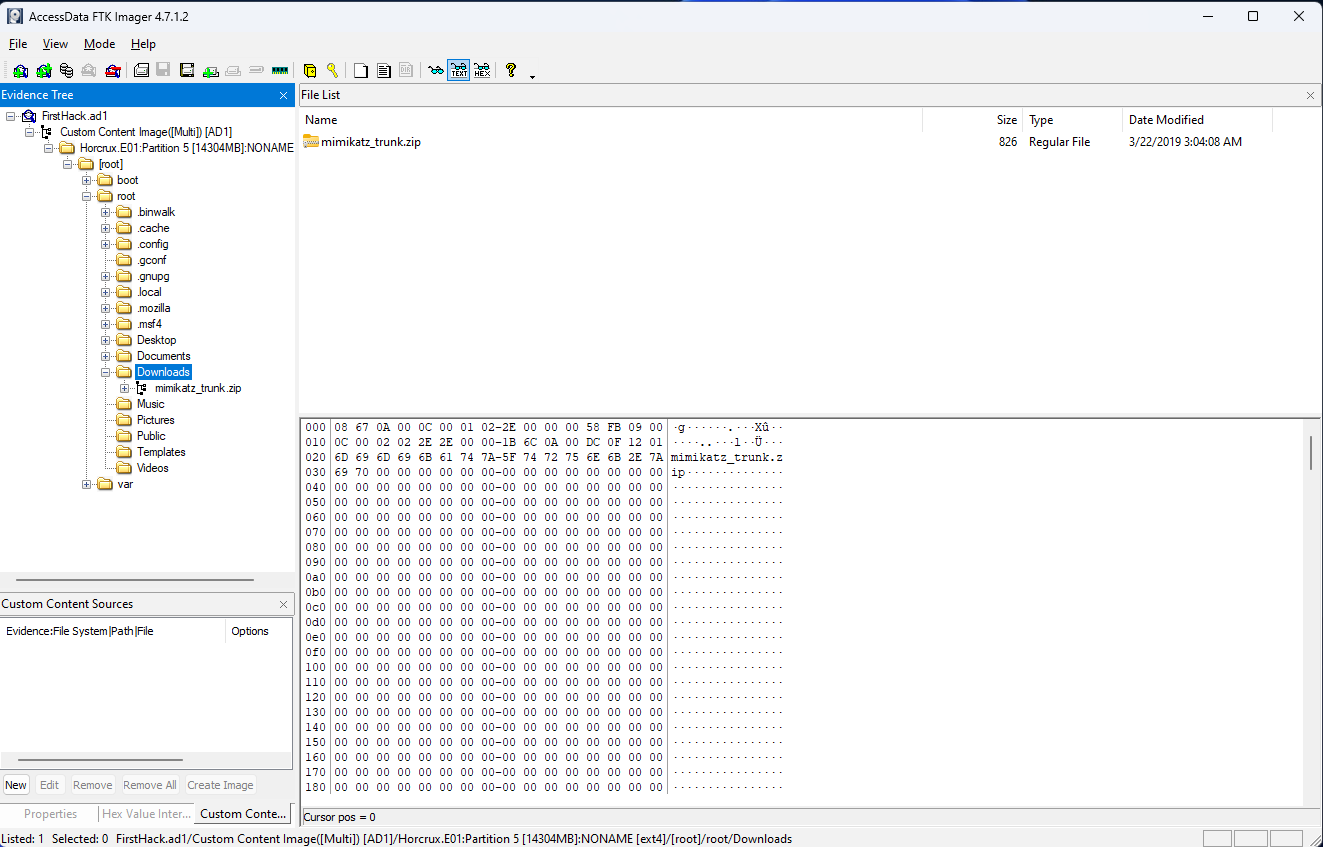 AccessData FTK Imager 4.7.1.2
File View Mode Help
Evidence Tree
FirstHack.ad1
Custom Content Image([Multi]) [AD1]
Horcrux.E01:Partition 5 [14304MB]:NONAME
[root]
boot
root
.binwalk
.cache
.config
.gconf
.gnupg
.local
.mozilla
.msf4
Desktop
Documents
Downloads
mimikatz_trunk.zip
Music
Pictures
Public
Templates
Videos
var
Custom Content Sources
Evidence:File System|Path|File Options
New Edit Remove Remove All Create Image
Properties Hex Value Inter... Custom Conte...
File List
Name Size Type Date Modified
mimikatz_trunk.zip 826 Regular File 3/22/2019 3:04:08 AM
000 08 67 0A 00 0C 00 01 02-2E 00 00 00 58 FB 09 00 ·g······.···Xû··
010 0C 00 02 02 2E 2E 00 00-1B 6C 0A 00 DC 0F 12 01 ····..···l··Ü···
020 6D 69 6D 69 6B 61 74 7A-5F 74 72 75 6E 6B 2E 7A mimikatz_trunk.z
030 69 70 00 00 00 00 00 00-00 00 00 00 00 00 00 00 ip··············
040 00 00 00 00 00 00 00 00-00 00 00 00 00 00 00 00 ················
050 00 00 00 00 00 00 00 00-00 00 00 00 00 00 00 00 ················
060 00 00 00 00 00 00 00 00-00 00 00 00 00 00 00 00 ················
070 00 00 00 00 00 00 00 00-00 00 00 00 00 00 00 00 ················
080 00 00 00 00 00 00 00 00-00 00 00 00 00 00 00 00 ················
090 00 00 00 00 00 00 00 00-00 00 00 00 00 00 00 00 ················
0a0 00 00 00 00 00 00 00 00-00 00 00 00 00 00 00 00 ················
0b0 00 00 00 00 00 00 00 00-00 00 00 00 00 00 00 00 ················
0c0 00 00 00 00 00 00 00 00-00 00 00 00 00 00 00 00 ················
0d0 00 00 00 00 00 00 00 00-00 00 00 00 00 00 00 00 ················
0e0 00 00 00 00 00 00 00 00-00 00 00 00 00 00 00 00 ················
0f0 00 00 00 00 00 00 00 00-00 00 00 00 00 00 00 00 ················
100 00 00 00 00 00 00 00 00-00 00 00 00 00 00 00 00 ················
110 00 00 00 00 00 00 00 00-00 00 00 00 00 00 00 00 ················
120 00 00 00 00 00 00 00 00-00 00 00 00 00 00 00 00 ················
130 00 00 00 00 00 00 00 00-00 00 00 00 00 00 00 00 ················
140 00 00 00 00 00 00 00 00-00 00 00 00 00 00 00 00 ················
150 00 00 00 00 00 00 00 00-00 00 00 00 00 00 00 00 ················
160 00 00 00 00 00 00 00 00-00 00 00 00 00 00 00 00 ················
170 00 00 00 00 00 00 00 00-00 00 00 00 00 00 00 00 ················
180 00 00 00 00 00 00 00 00-00 00 00 00 00 00 00 00 ················
Cursor pos = 0
Listed: 1 Selected: 0 FirstHack.ad1/Custom Content Image([Multi]) [AD1]/Horcrux.E01:Partition 5 [14304MB]:NONAME [ext4]/[root]/root/Downloads